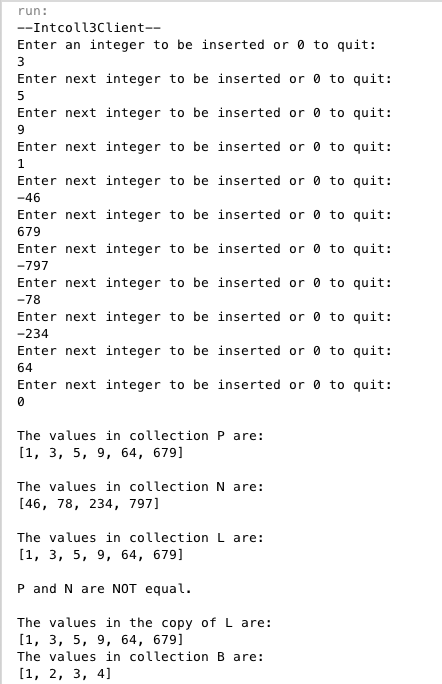 run:
--Intcoll3Client--
Enter an integer to be inserted or 0 to quit:
3
Enter next integer to be inserted or 0 to quit:
5
Enter next integer to be inserted or 0 to quit:
9
Enter next integer to be inserted or 0 to quit:
1
Enter next integer to be inserted or 0 to quit:
-46
Enter next integer to be inserted or 0 to quit:
679
Enter next integer to be inserted or 0 to quit:
-797
Enter next integer to be inserted or 0 to quit:
-78
Enter next integer to be inserted or 0 to quit:
-234
Enter next integer to be inserted or 0 to quit:
64
Enter next integer to be inserted or 0 to quit:
0
The values in collection P are:
[1, 3, 5, 9, 64, 679]
The values in collection N are:
[46, 78, 234, 797]
The values in collection L are:
[1, 3, 5, 9, 64, 679]
P and N are NOT equal.
The values in the copy of L are:
[1, 3, 5, 9, 64, 679]
The values in collection B are:
[1, 2, 3, 4]